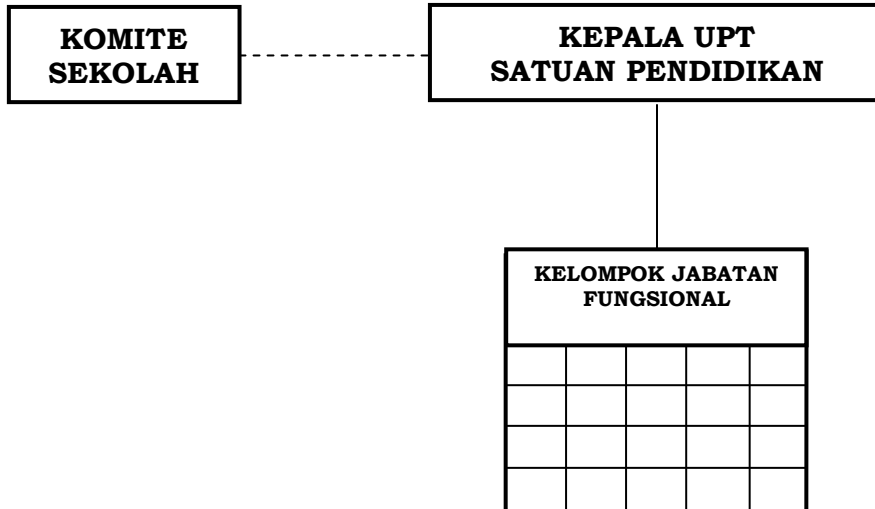 KOMITE
SEKOLAH
KEPALA UPT
SATUAN PENDIDIKAN
KELOMPOK JABATAN
FUNGSIONAL